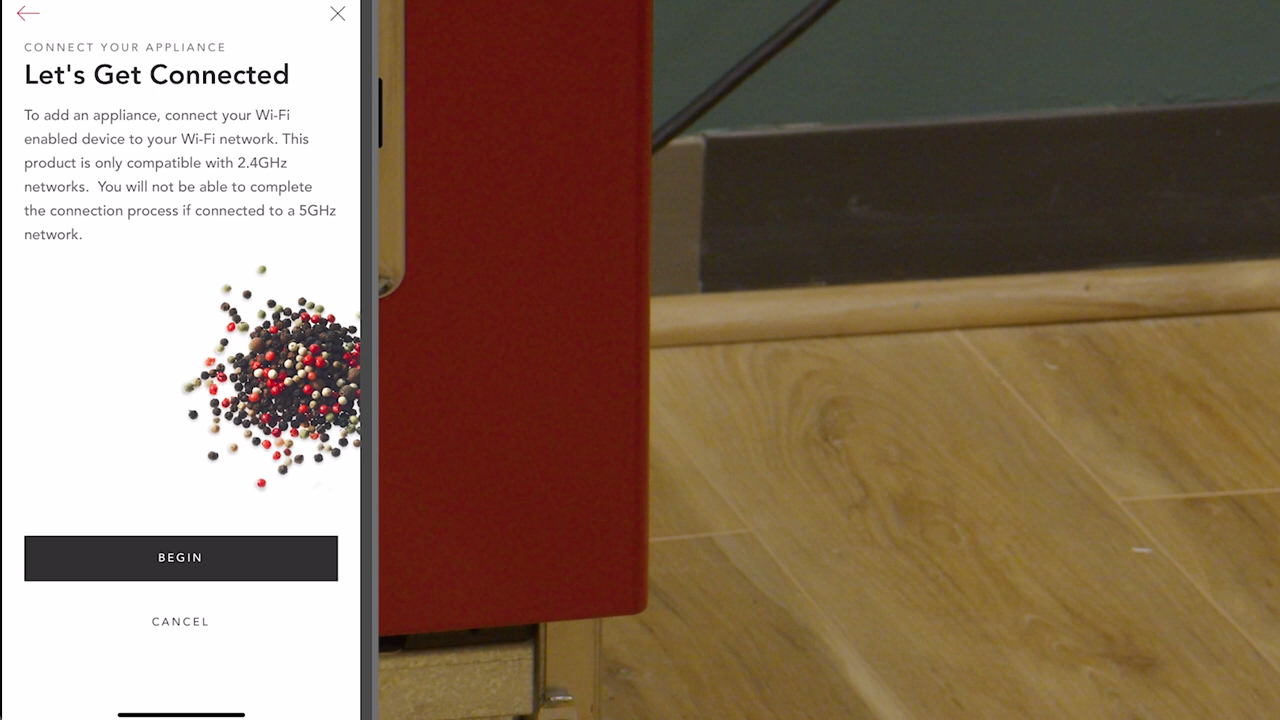 CONNECT YOUR APPLIANCE
Let's Get Connected
To add an appliance, connect your Wi-Fi
enabled device to your Wi-Fi network. This
product is only compatible with 2.4GHz
networks.  You will not be able to complete
the connection process if connected to a 5GHz
network.
BEGIN
CANCEL